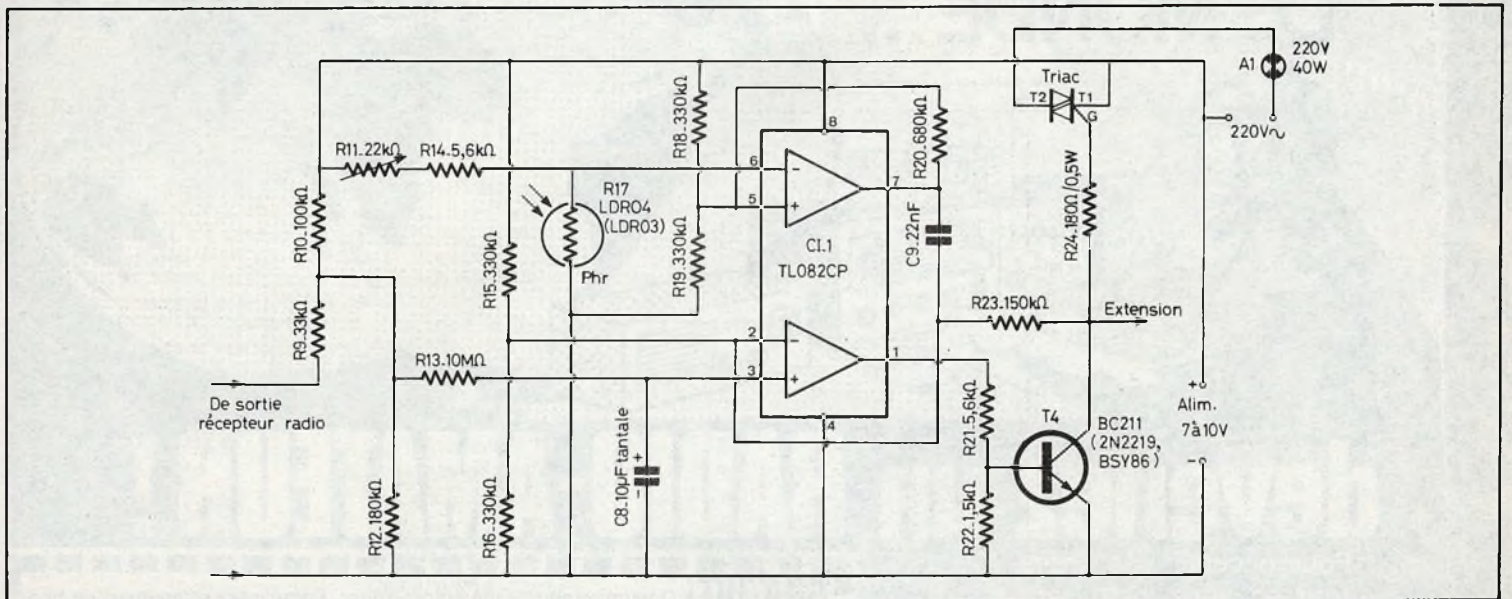 220V
40W
A1
Triac
T2
T1
G
220V~
R11.22kΩ
R14.5,6kΩ
R18.330kΩ
R20.680kΩ
8
6
-
5
+
7
R17
LDR04
(LDR03)
Phr
R10.100kΩ
R15.330kΩ
R19.330kΩ
CI.1
TL082CP
C9.22nF
R24.180Ω/0,5W
R23.150kΩ
Extension
R9.33kΩ
2
-
3
+
1
4
R13.10MΩ
De sortie
récepteur radio
+
Alim.
7à10V
-
T4
BC211
(2N2219,
BSY86)
R21.5,6kΩ
R12.180kΩ
R16.330kΩ
C8.10µF tantale
+
-
R22.1,5kΩ